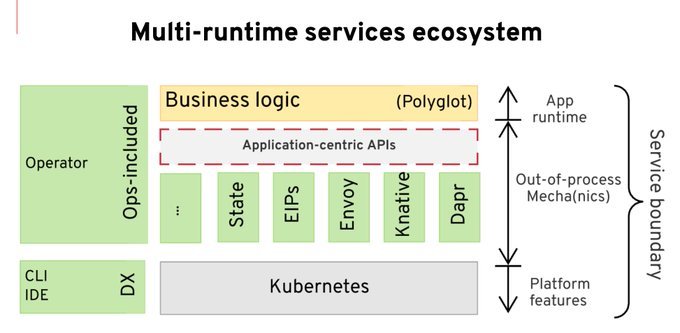 Multi-runtime services ecosystem
Operator
Ops-included
Business logic
(Polyglot)
Application-centric APIs
...
State
EIPs
Envoy
Knative
Dapr
CLI
IDE
DX
Kubernetes
App
runtime
Out-of-process
Mecha(nics)
Platform
features
Service boundary